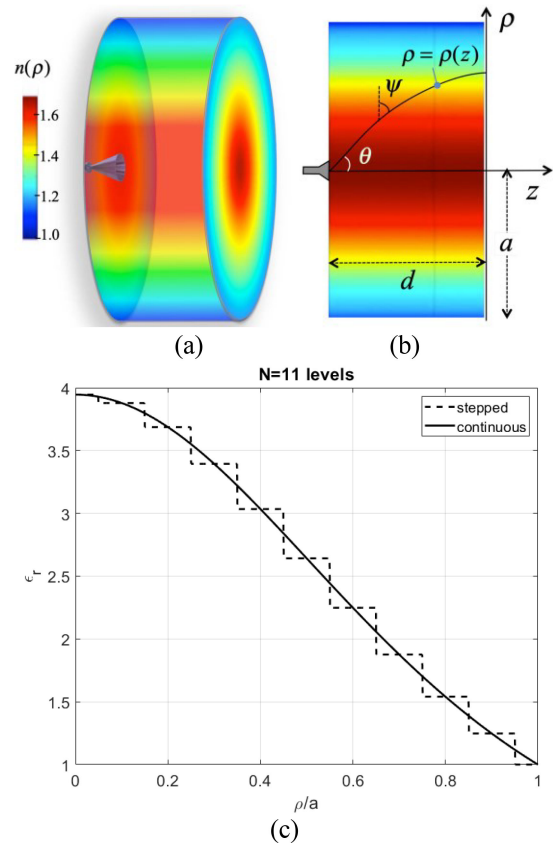 n(ρ)
1.6
1.4
1.2
1.0
(a)
ρ
ρ = ρ(z)
ψ
θ
z
a
d
(b)
N=11 levels
stepped
continuous
4
3.5
3
2.5
2
1.5
1
ϵr
0
0.2
0.4
0.6
0.8
1
ρ/a
(c)